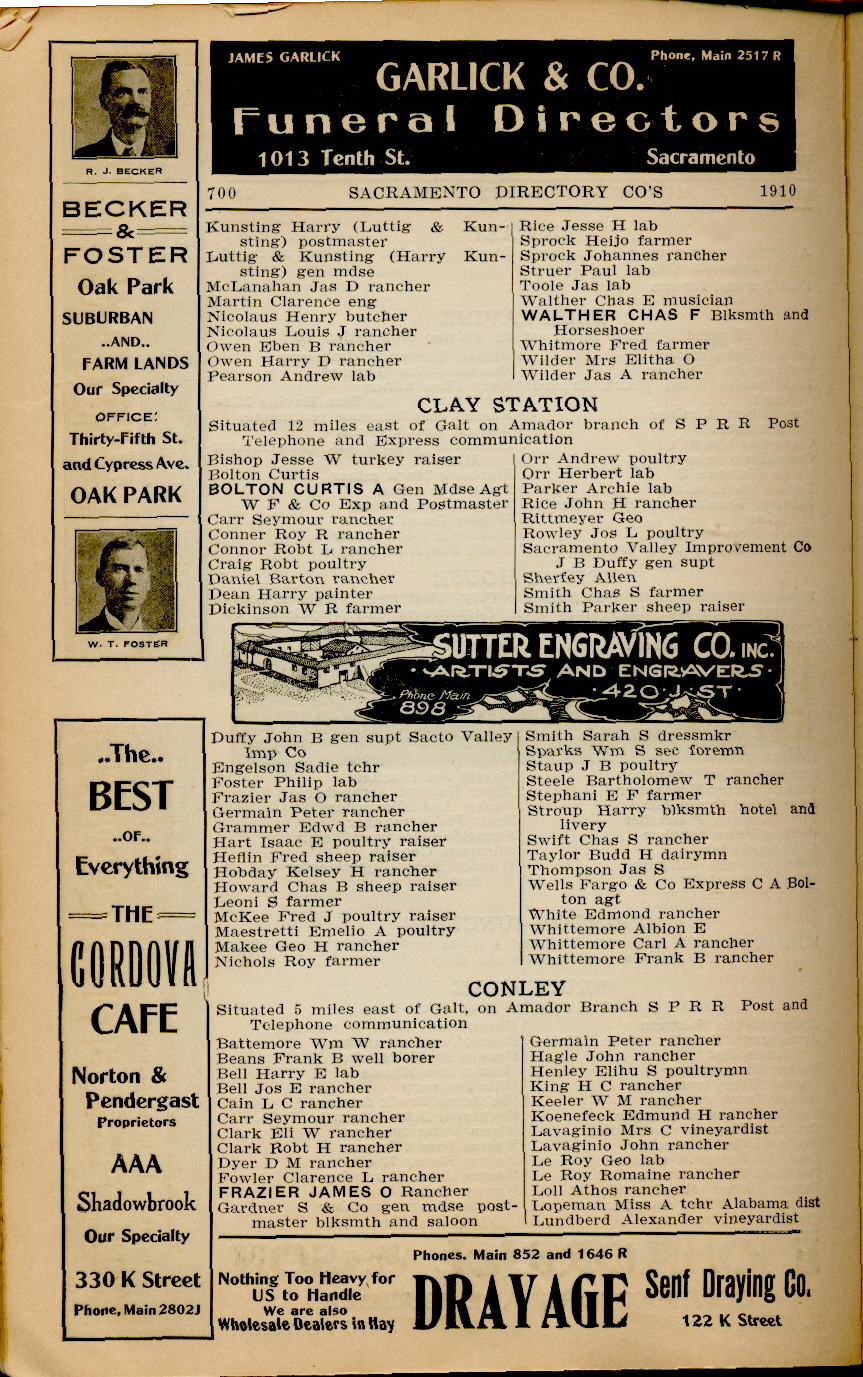 JAMES GARLICK
Phone, Main 2517 R
GARLICK & CO.
Funeral Directors
1013 Tenth St.
Sacramento
R. J. BECKER
BECKER
&
FOSTER
Oak Park
SUBURBAN
..AND..
FARM LANDS
Our Specialty
OFFICE:
Thirty-Fifth St.
and Cypress Ave.
OAK PARK
W. T. FOSTER
..The..
BEST
..OF..
Everything
THE
CORDOVA
CAFE
Norton &
Pendergast
Proprietors
AAA
Shadowbrook
Our Specialty
330 K Street
Phone, Main 2802J
700 SACRAMENTO DIRECTORY CO'S 1910
Kunsting Harry (Luttig & Kun-
sting) postmaster
Luttig & Kunsting (Harry Kun-
sting) gen mdse
McLanahan Jas D rancher
Martin Clarence eng
Nicolaus Henry butcher
Nicolaus Louis J rancher
Owen Eben B rancher
Owen Harry D rancher
Pearson Andrew lab
Rice Jesse H lab
Sprock Heijo farmer
Sprock Johannes rancher
Struer Paul lab
Toole Jas lab
Walther Chas E musician
WALTHER CHAS F Blksmth and
Horseshoer
Whitmore Fred farmer
Wilder Mrs Elitha O
Wilder Jas A rancher
CLAY STATION
Situated 12 miles east of Galt on Amador branch of S P R R Post
Telephone and Express communication
Bishop Jesse W turkey raiser
Bolton Curtis
BOLTON CURTIS A Gen Mdse Agt
W F & Co Exp and Postmaster
Carr Seymour rancher
Conner Roy R rancher
Connor Robt L rancher
Craig Robt poultry
Daniel Barton rancher
Dean Harry painter
Dickinson W R farmer
Orr Andrew poultry
Orr Herbert lab
Parker Archie lab
Rice John H rancher
Rittmeyer Geo
Rowley Jos L poultry
Sacramento Valley Improvement Co
J B Duffy gen supt
Sherfey Allen
Smith Chas S farmer
Smith Parker sheep raiser
SUTTER ENGRAVING CO. INC.
ARTISTS AND ENGRAVERS
Phone Main
898
420 J ST
Duffy John B gen supt Sacto Valley
Imp Co
Engelson Sadie tchr
Foster Philip lab
Frazier Jas O rancher
Germain Peter rancher
Grammer Edwd B rancher
Hart Isaac E poultry raiser
Heflin Fred sheep raiser
Hobday Kelsey H rancher
Howard Chas B sheep raiser
Leoni S farmer
McKee Fred J poultry raiser
Maestretti Emelio A poultry
Makee Geo H rancher
Nichols Roy farmer
Smith Sarah S dressmkr
Sparks Wm S sec foremn
Staup J B poultry
Steele Bartholomew T rancher
Stephani E F farmer
Stroup Harry blksmth hotel and
livery
Swift Chas S rancher
Taylor Budd H dairymn
Thompson Jas S
Wells Fargo & Co Express C A Bol-
ton agt
White Edmond rancher
Whittemore Albion E
Whittemore Carl A rancher
Whittemore Frank B rancher
CONLEY
Situated 5 miles east of Galt, on Amador Branch S P R R Post and
Telephone communication
Battemore Wm W rancher
Beans Frank B well borer
Bell Harry E lab
Bell Jos E rancher
Cain L C rancher
Carr Seymour rancher
Clark Eli W rancher
Clark Robt H rancher
Dyer D M rancher
Fowler Clarence L rancher
FRAZIER JAMES O Rancher
Gardner S & Co gen mdse post-
master blksmth and saloon
Germain Peter rancher
Hagle John rancher
Henley Elihu S poultrymn
King H C rancher
Keeler W M rancher
Koenefeck Edmund H rancher
Lavaginio Mrs C vineyardist
Lavaginio John rancher
Le Roy Geo lab
Le Roy Romaine rancher
Loll Athos rancher
Lopeman Miss A tchr Alabama dist
Lundberd Alexander vineyardist
Phones. Main 852 and 1646 R
Nothing Too Heavy for
US to Handle
We are also
Wholesale Dealers in Hay
DRAYAGE
Senf Draying Co.
122 K Street